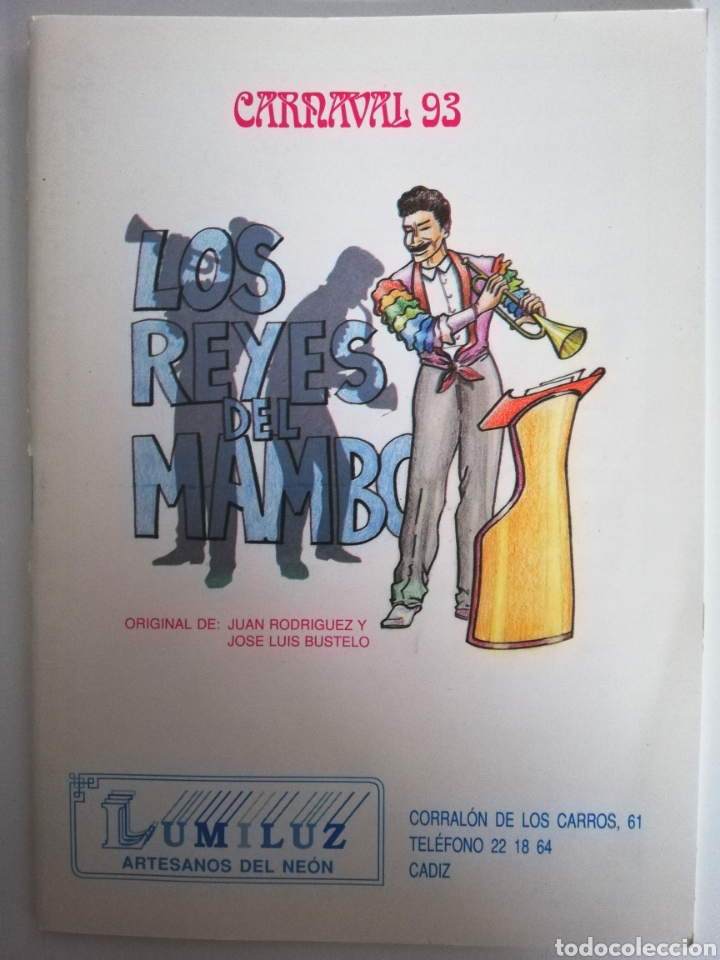 CARNAVAL 93
LOS
REYES
DEL
MAMBO
ORIGINAL DE: JUAN RODRIGUEZ Y
JOSE LUIS BUSTELO
LUMILUZ
ARTESANOS DEL NEÓN
CORRALÓN DE LOS CARROS, 61
TELÉFONO 22 18 64
CADIZ
todocoleccion